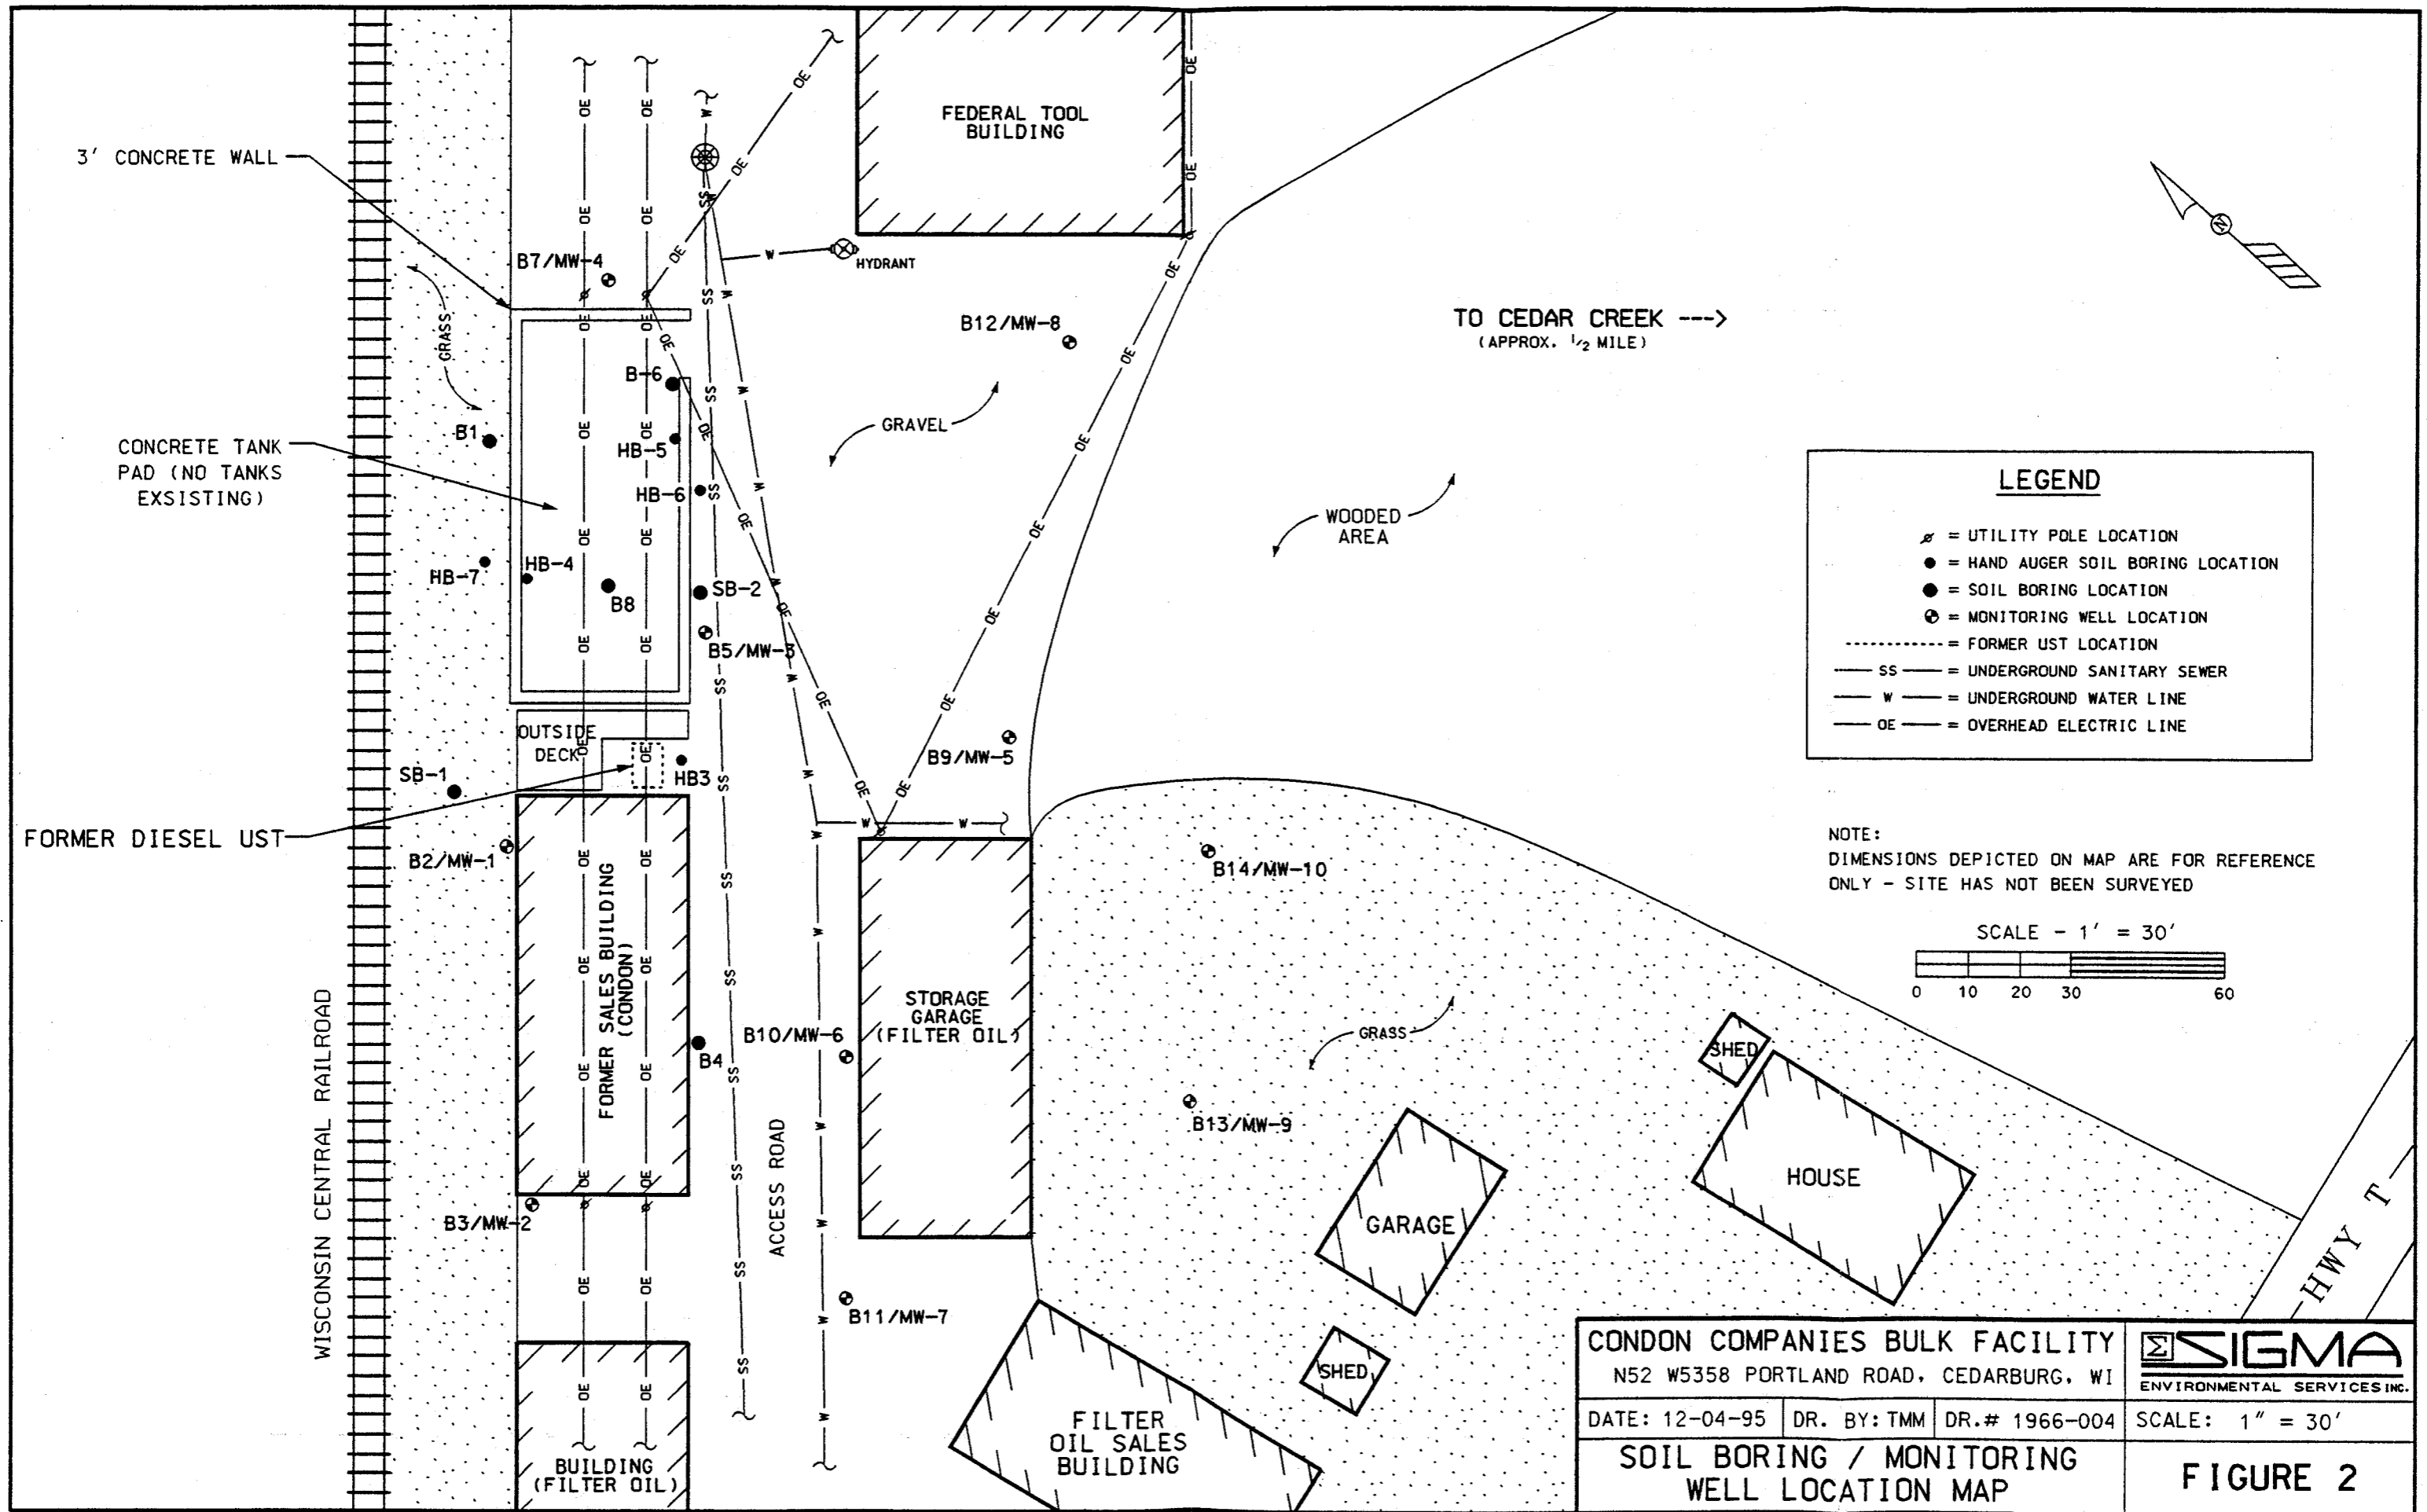 FEDERAL TOOL
BUILDING
3' CONCRETE WALL
HYDRANT
B7/MW-4
GRASS
B12/MW-8
TO CEDAR CREEK --->
(APPROX. 1/2 MILE)
N
B-6
GRAVEL
B1
HB-5
CONCRETE TANK
PAD (NO TANKS
EXSISTING)
HB-6
WOODED
AREA
HB-7
HB-4
B8
SB-2
B5/MW-3
LEGEND
= UTILITY POLE LOCATION
= HAND AUGER SOIL BORING LOCATION
= SOIL BORING LOCATION
= MONITORING WELL LOCATION
---------- = FORMER UST LOCATION
SS = UNDERGROUND SANITARY SEWER
W = UNDERGROUND WATER LINE
OE = OVERHEAD ELECTRIC LINE
OUTSIDE
DECK
HB3
B9/MW-5
SB-1
FORMER DIESEL UST
B2/MW-1
B14/MW-10
NOTE:
DIMENSIONS DEPICTED ON MAP ARE FOR REFERENCE
ONLY - SITE HAS NOT BEEN SURVEYED
SCALE - 1' = 30'
0 10 20 30 60
FORMER SALES BUILDING
(CONDON)
STORAGE
GARAGE
(FILTER OIL)
B10/MW-6
B4
GRASS
SHED
WISCONSIN CENTRAL RAILROAD
ACCESS ROAD
B13/MW-9
HOUSE
GARAGE
B3/MW-2
HWY T
B11/MW-7
SHED
FILTER
OIL SALES
BUILDING
BUILDING
(FILTER OIL)
CONDON COMPANIES BULK FACILITY
N52 W5358 PORTLAND ROAD, CEDARBURG, WI
Σ SIGMA
ENVIRONMENTAL SERVICES INC.
DATE: 12-04-95 DR. BY: TMM DR.# 1966-004 SCALE: 1" = 30'
SOIL BORING / MONITORING
WELL LOCATION MAP
FIGURE 2